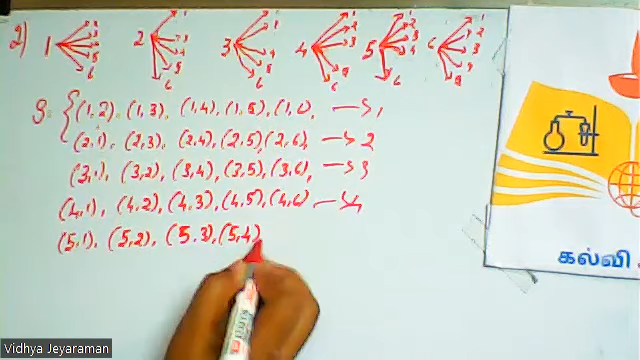 2) 1 2 3 4 5 6
S = {(1,2), (1,3), (1,4), (1,5), (1,6), → 1
(2,1), (2,3), (2,4), (2,5), (2,6), → 2
(3,1), (3,2), (3,4), (3,5), (3,6), → 3
(4,1), (4,2), (4,3), (4,5), (4,6) → 4
(5,1), (5,2), (5,3), (5,4)
கல்வி
Vidhya Jeyaraman